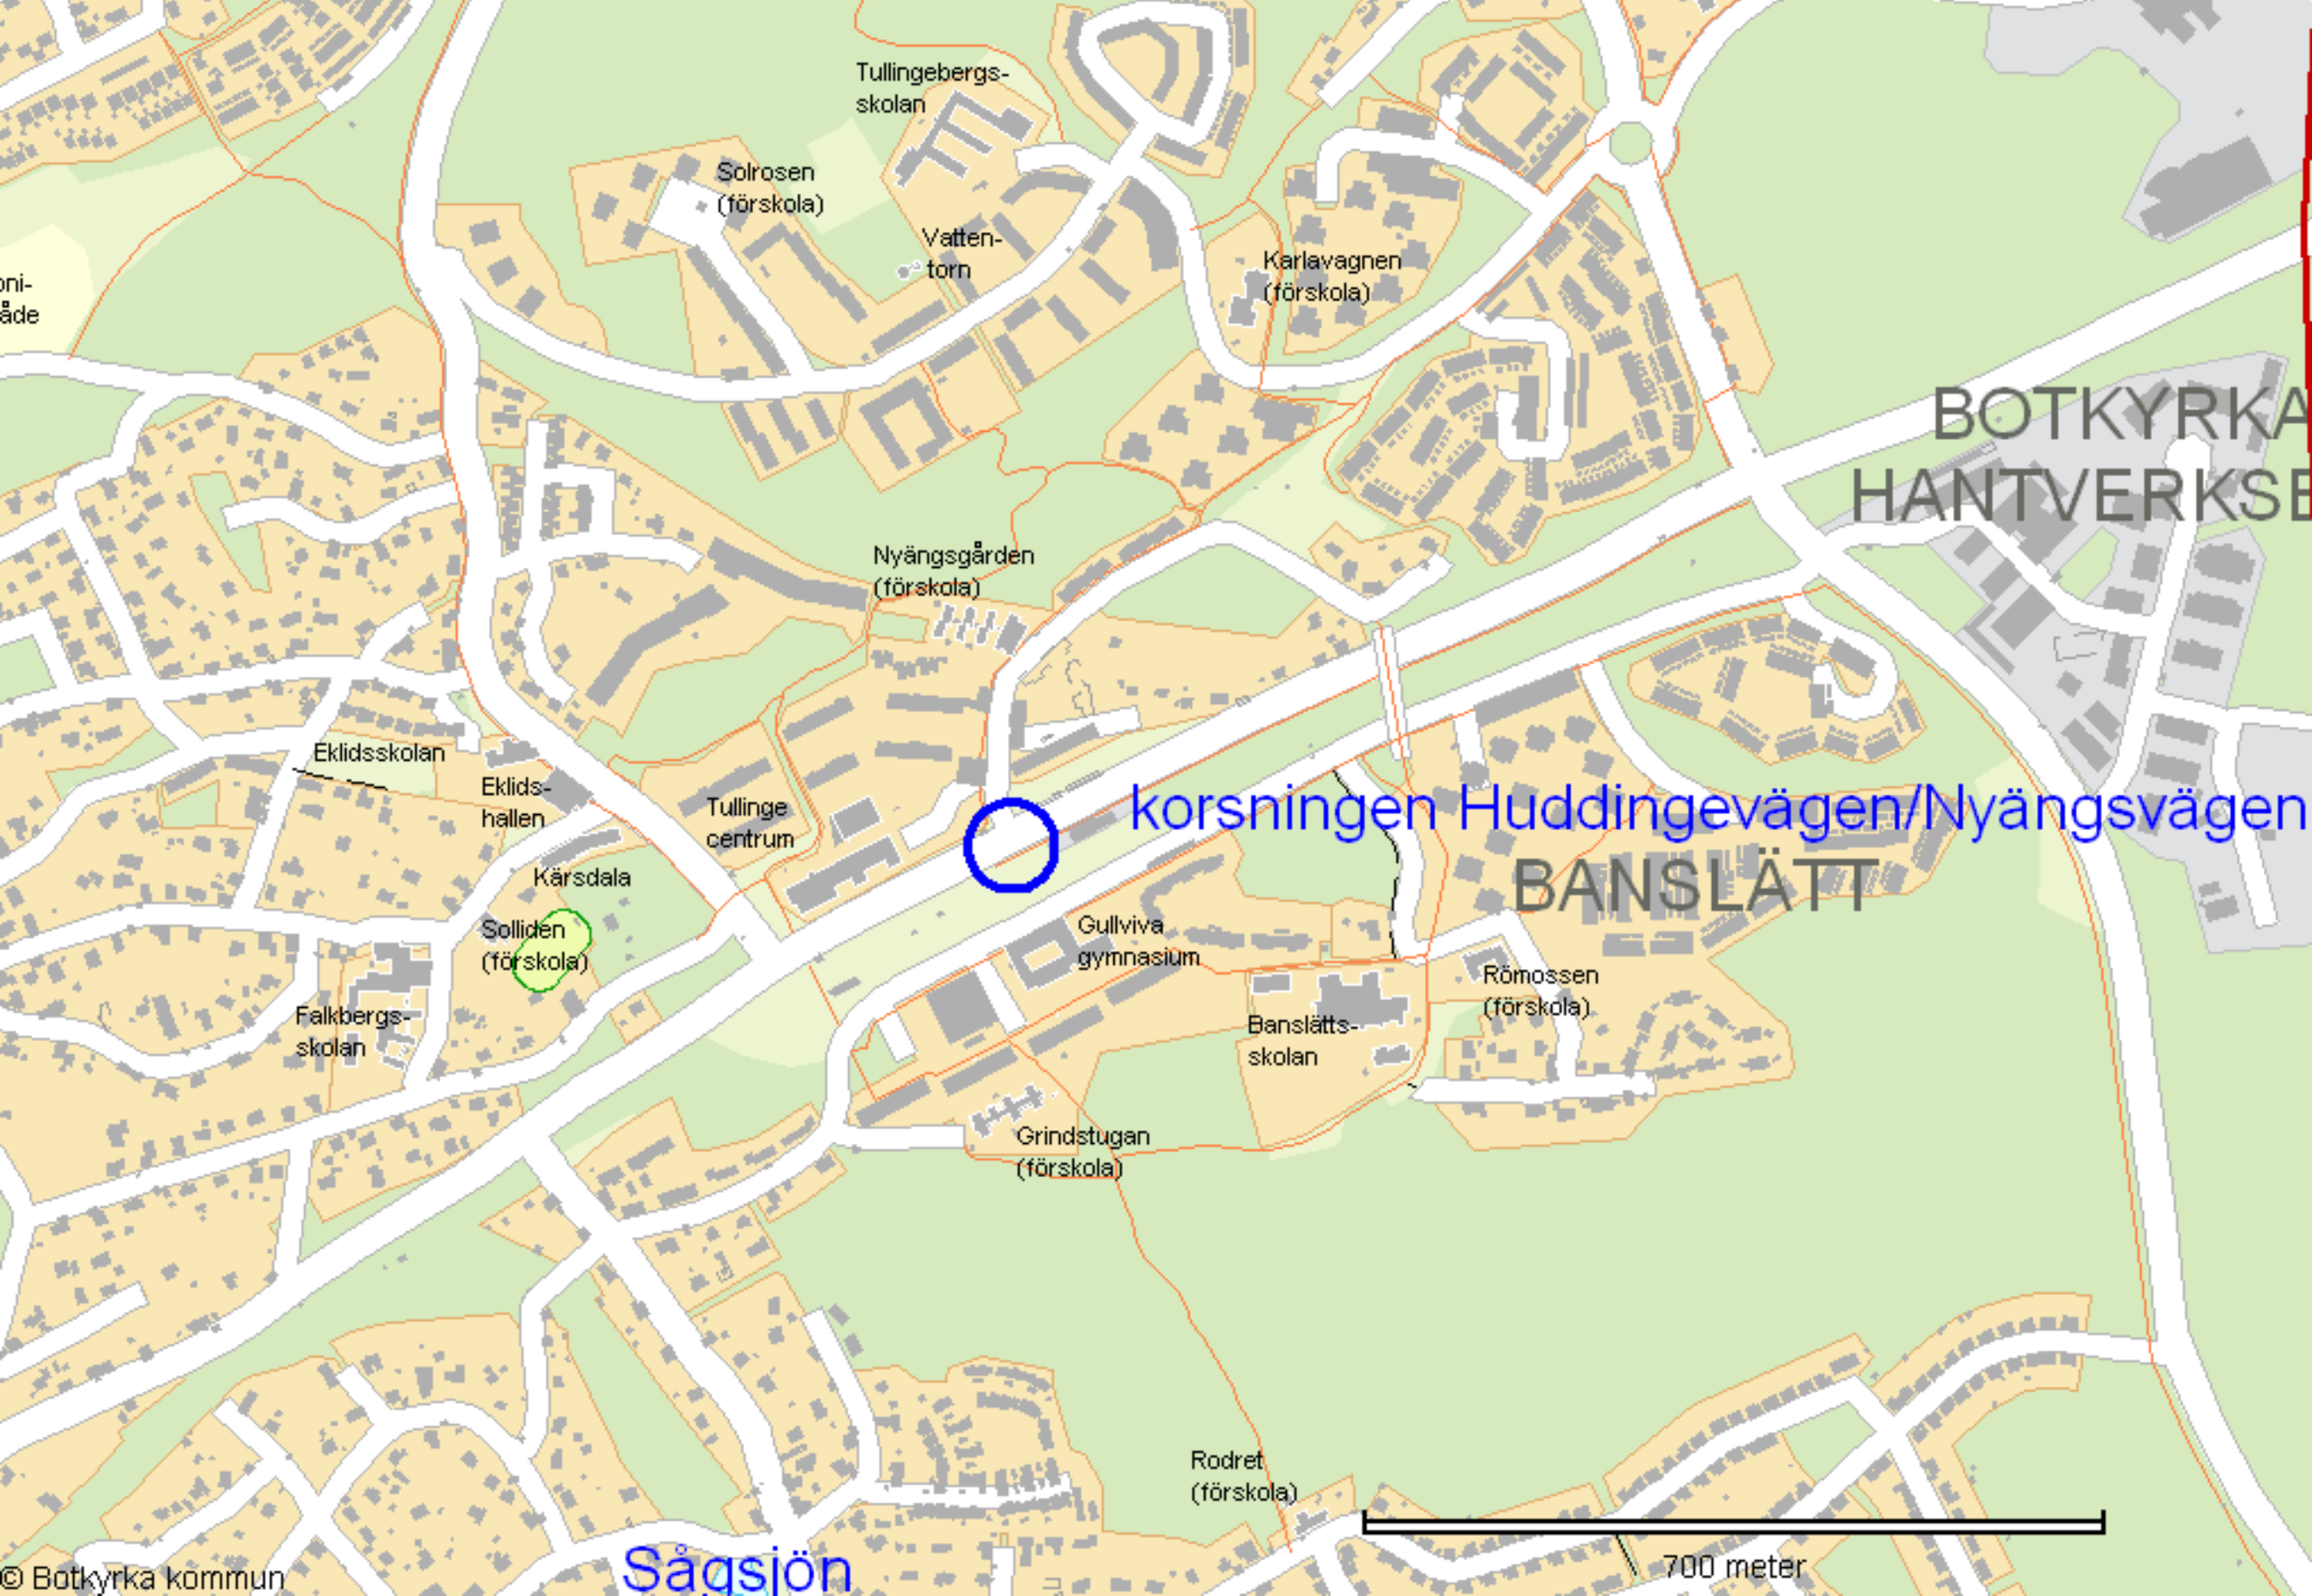 Tullingebergs-
skolan
Solrosen
(förskola)
Vatten-
torn
Karlavagnen
(förskola)
oni-
åde
BOTKYRKA
HANTVERKSB
Nyängsgården
(förskola)
Eklidsskolan
Eklids-
hallen
Tullinge
centrum
korsningen Huddingevägen/Nyängsvägen
BANSLÄTT
Kärsdala
Solliden
(förskola)
Gullviva
gymnasium
Römossen
(förskola)
Falkbergs-
skolan
Banslätts-
skolan
Grindstugan
(förskola)
Rodret
(förskola)
700 meter
Sågsjön
© Botkyrka kommun